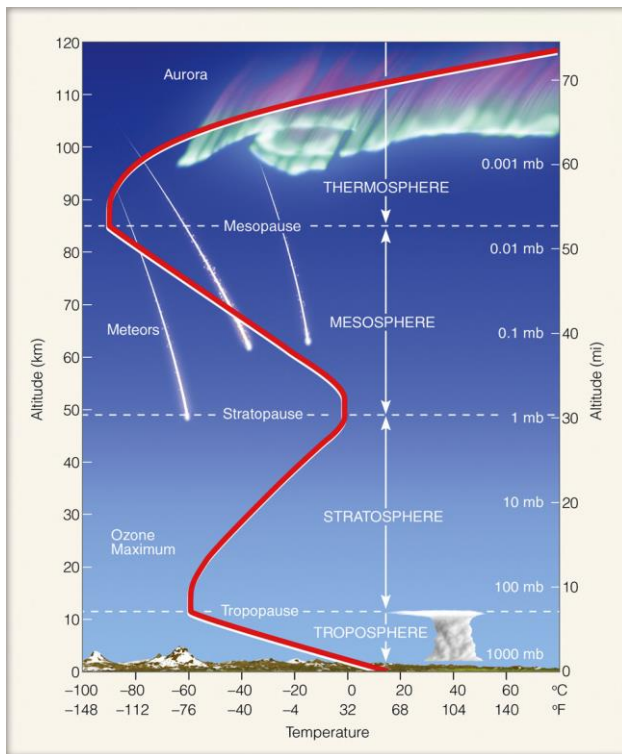 120
110
100
90
80
70
60
50
40
30
20
10
0
Altitude (km)
Aurora
Mesopause
Meteors
Stratopause
Ozone
Maximum
Tropopause
THERMOSPHERE
MESOSPHERE
STRATOSPHERE
TROPOSPHERE
0.001 mb
0.01 mb
0.1 mb
1 mb
10 mb
100 mb
1000 mb
70
60
50
40
30
20
10
0
Altitude (mi)
–100 –80 –60 –40 –20 0 20 40 60 ºC
–148 –112 –76 –40 –4 32 68 104 140 ºF
Temperature